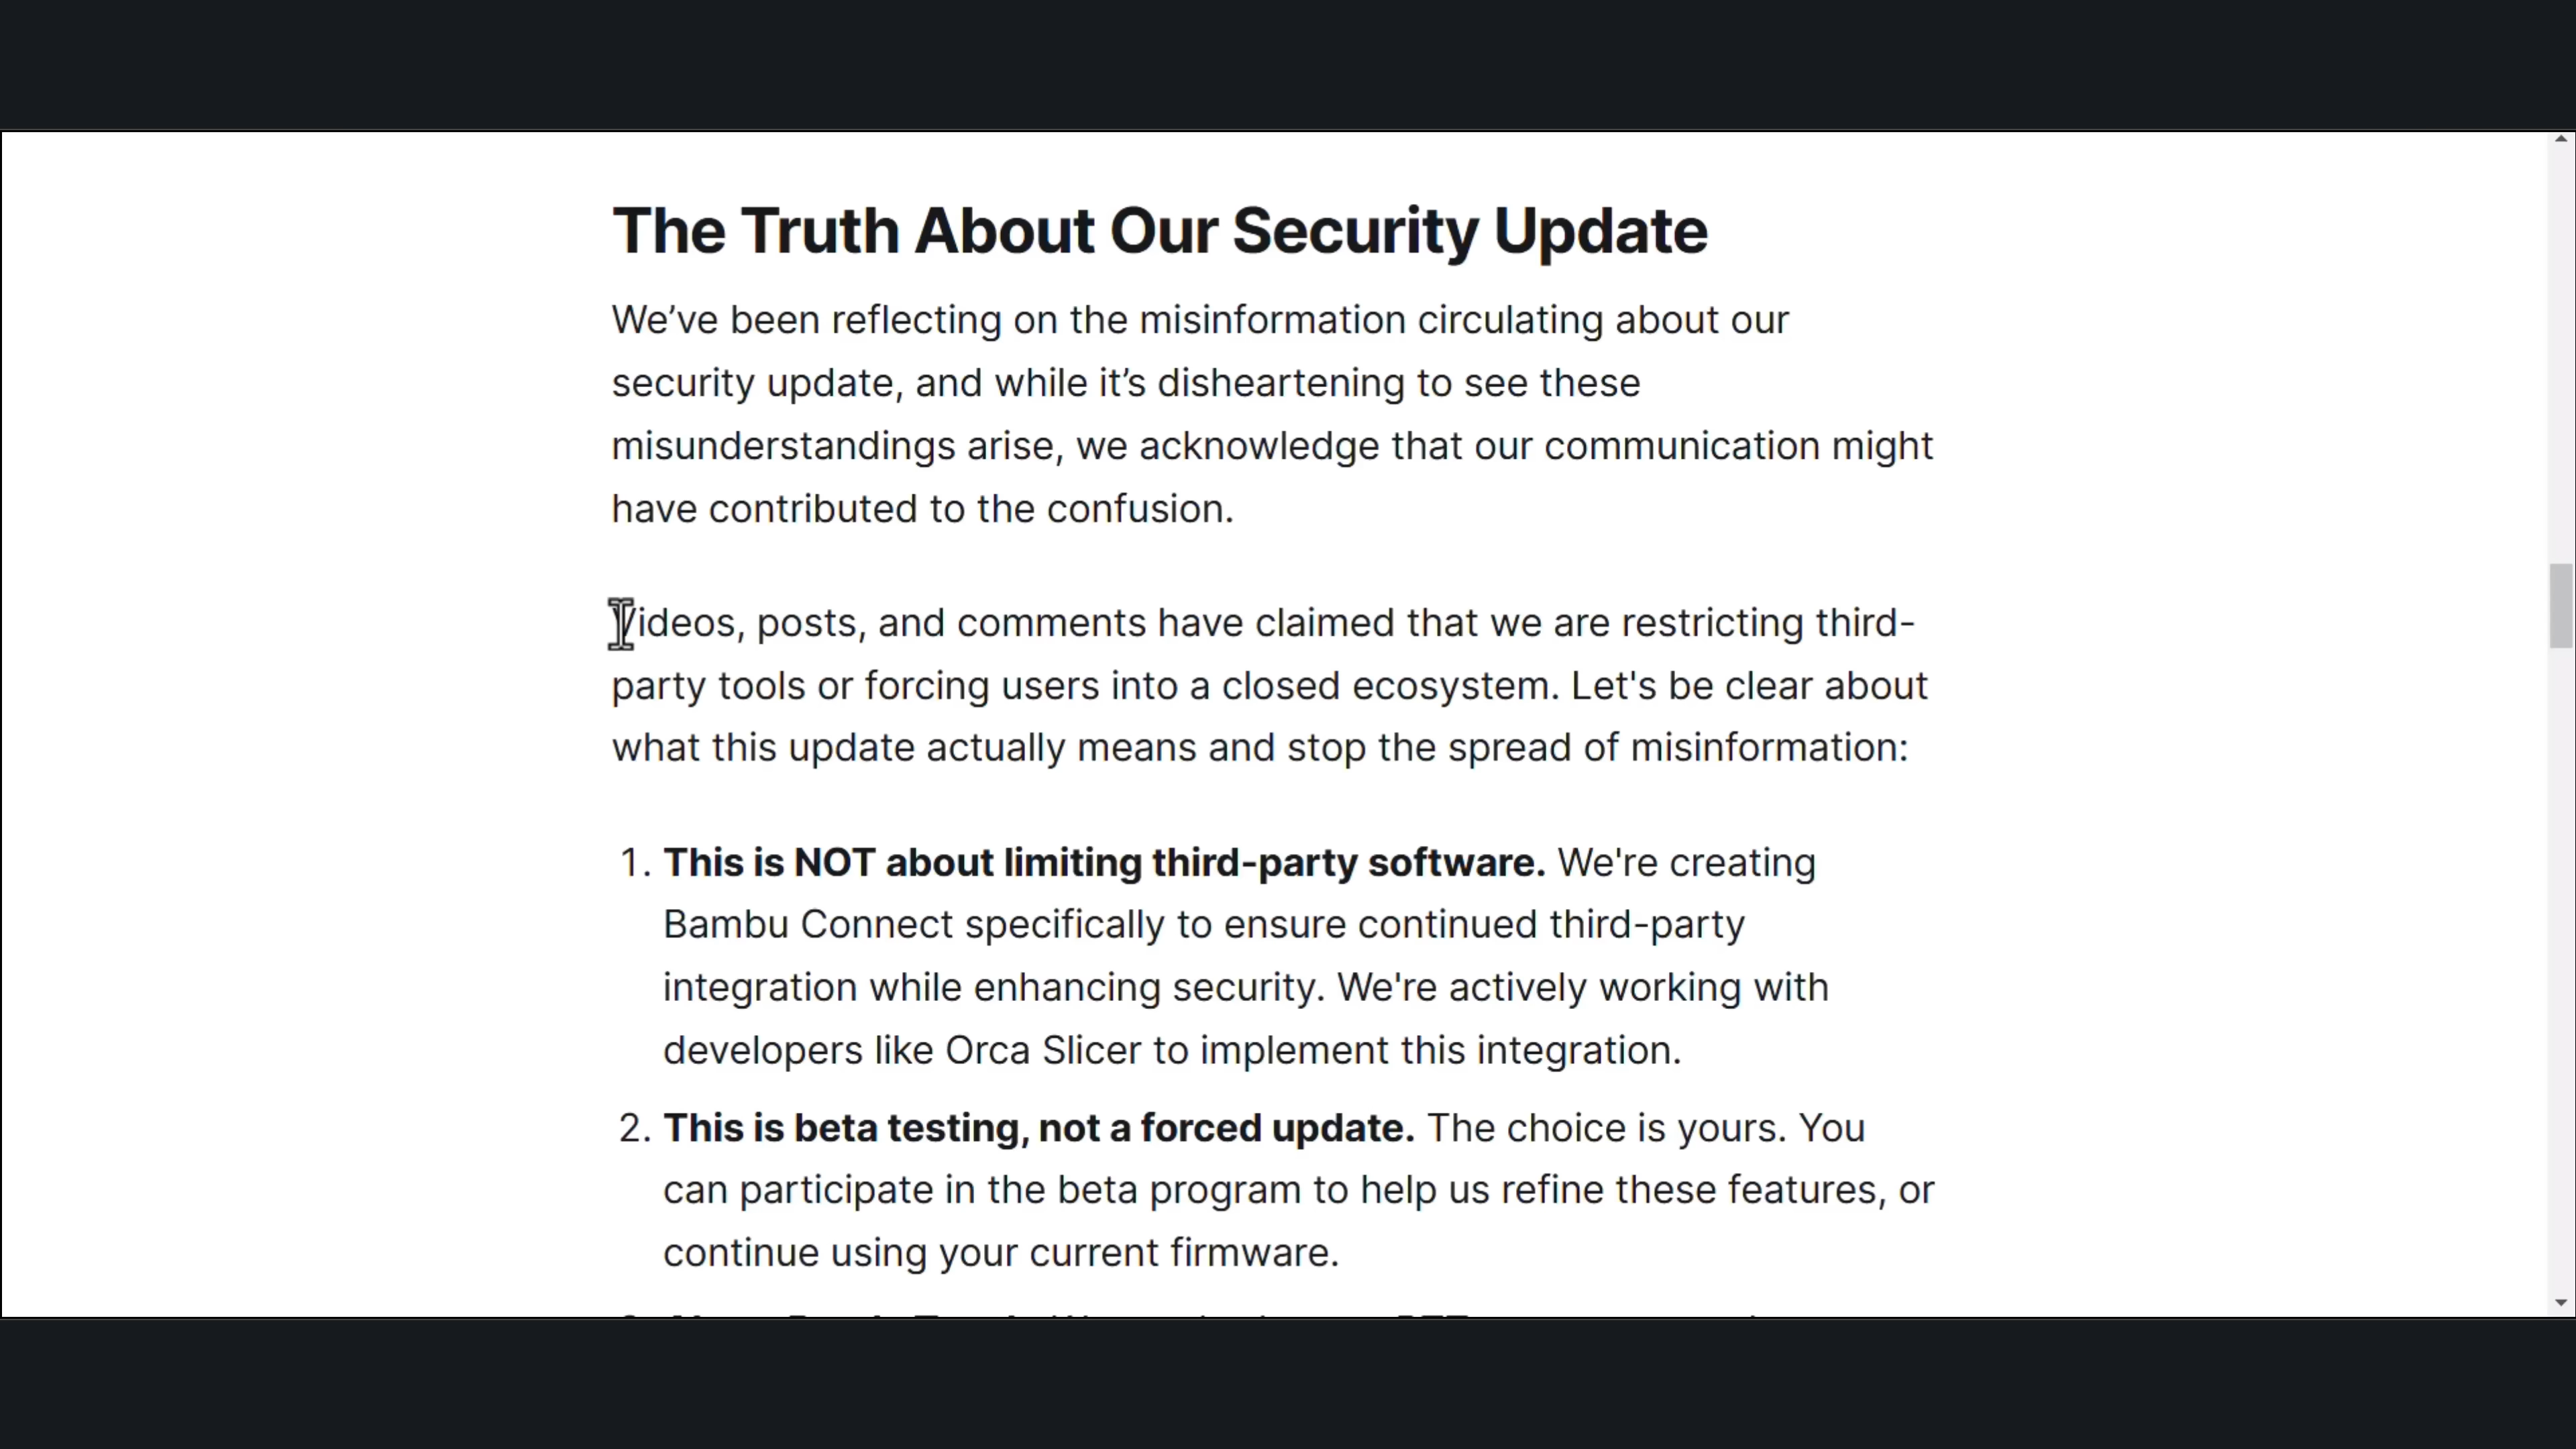 The Truth About Our Security Update
We’ve been reflecting on the misinformation circulating about our
security update, and while it’s disheartening to see these
misunderstandings arise, we acknowledge that our communication might
have contributed to the confusion.
Videos, posts, and comments have claimed that we are restricting third-
party tools or forcing users into a closed ecosystem. Let's be clear about
what this update actually means and stop the spread of misinformation:
1. This is NOT about limiting third-party software. We're creating
Bambu Connect specifically to ensure continued third-party
integration while enhancing security. We're actively working with
developers like Orca Slicer to implement this integration.
2. This is beta testing, not a forced update. The choice is yours. You
can participate in the beta program to help us refine these features, or
continue using your current firmware.